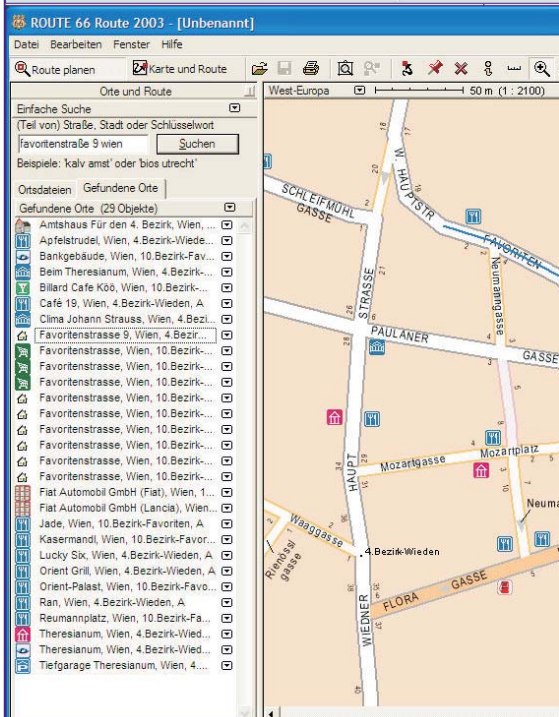 ROUTE 66 Route 2003 - [Unbenannt]
Datei Bearbeiten Fenster Hilfe
Route planen Karte und Route
Orte und Route
Einfache Suche
(Teil von) Straße, Stadt oder Schlüsselwort
favoritenstraße 9 wien Suchen
Beispiele: 'kalv amst' oder 'bios utrecht'
Ortsdateien Gefundene Orte
Gefundene Orte (29 Objekte)
Amtshaus Für den 4. Bezirk, Wien, ...
Apfelstrudel, Wien, 4.Bezirk-Wiede...
Bankgebäude, Wien, 10.Bezirk-Fav...
Beim Theresianum, Wien, 4.Bezirk-...
Billard Cafe Köö, Wien, 10.Bezirk-...
Café 19, Wien, 4.Bezirk-Wieden, A
Clima Johann Strauss, Wien, 4.Bezi...
Favoritenstrasse 9, Wien, 4.Bezir...
Favoritenstrasse, Wien, 10.Bezirk-...
Favoritenstrasse, Wien, 10.Bezirk-...
Favoritenstrasse, Wien, 10.Bezirk-...
Favoritenstrasse, Wien, 10.Bezirk-...
Favoritenstrasse, Wien, 10.Bezirk-...
Favoritenstrasse, Wien, 10.Bezirk-...
Favoritenstrasse, Wien, 10.Bezirk-...
Favoritenstrasse, Wien, 10.Bezirk-...
Fiat Automobil GmbH (Fiat), Wien, 1...
Fiat Automobil GmbH (Lancia), Wien...
Jade, Wien, 10.Bezirk-Favoriten, A
Kasermandl, Wien, 10.Bezirk-Favor...
Lucky Six, Wien, 4.Bezirk-Wieden, A
Orient Grill, Wien, 4.Bezirk-Wieden, A
Orient-Palast, Wien, 10.Bezirk-Favo...
Ran, Wien, 4.Bezirk-Wieden, A
Reumannplatz, Wien, 10.Bezirk-Fa...
Theresianum, Wien, 4.Bezirk-Wied...
Theresianum, Wien, 4.Bezirk-Wied...
Tiefgarage Theresianum, Wien, 4....
West-Europa 50 m (1 : 2100)
W. HAUPTSTR
SCHLEIFMÜHL
GASSE
FAVORITEN
Neumanngasse
STRASSE
PAULANER
GASSE
HAUPT
Mozartgasse
Mozartplatz
Waaggasse
Rienössl
gasse
4.Bezirk-Wieden
Neuma
FLORA GASSE
WIEDNER